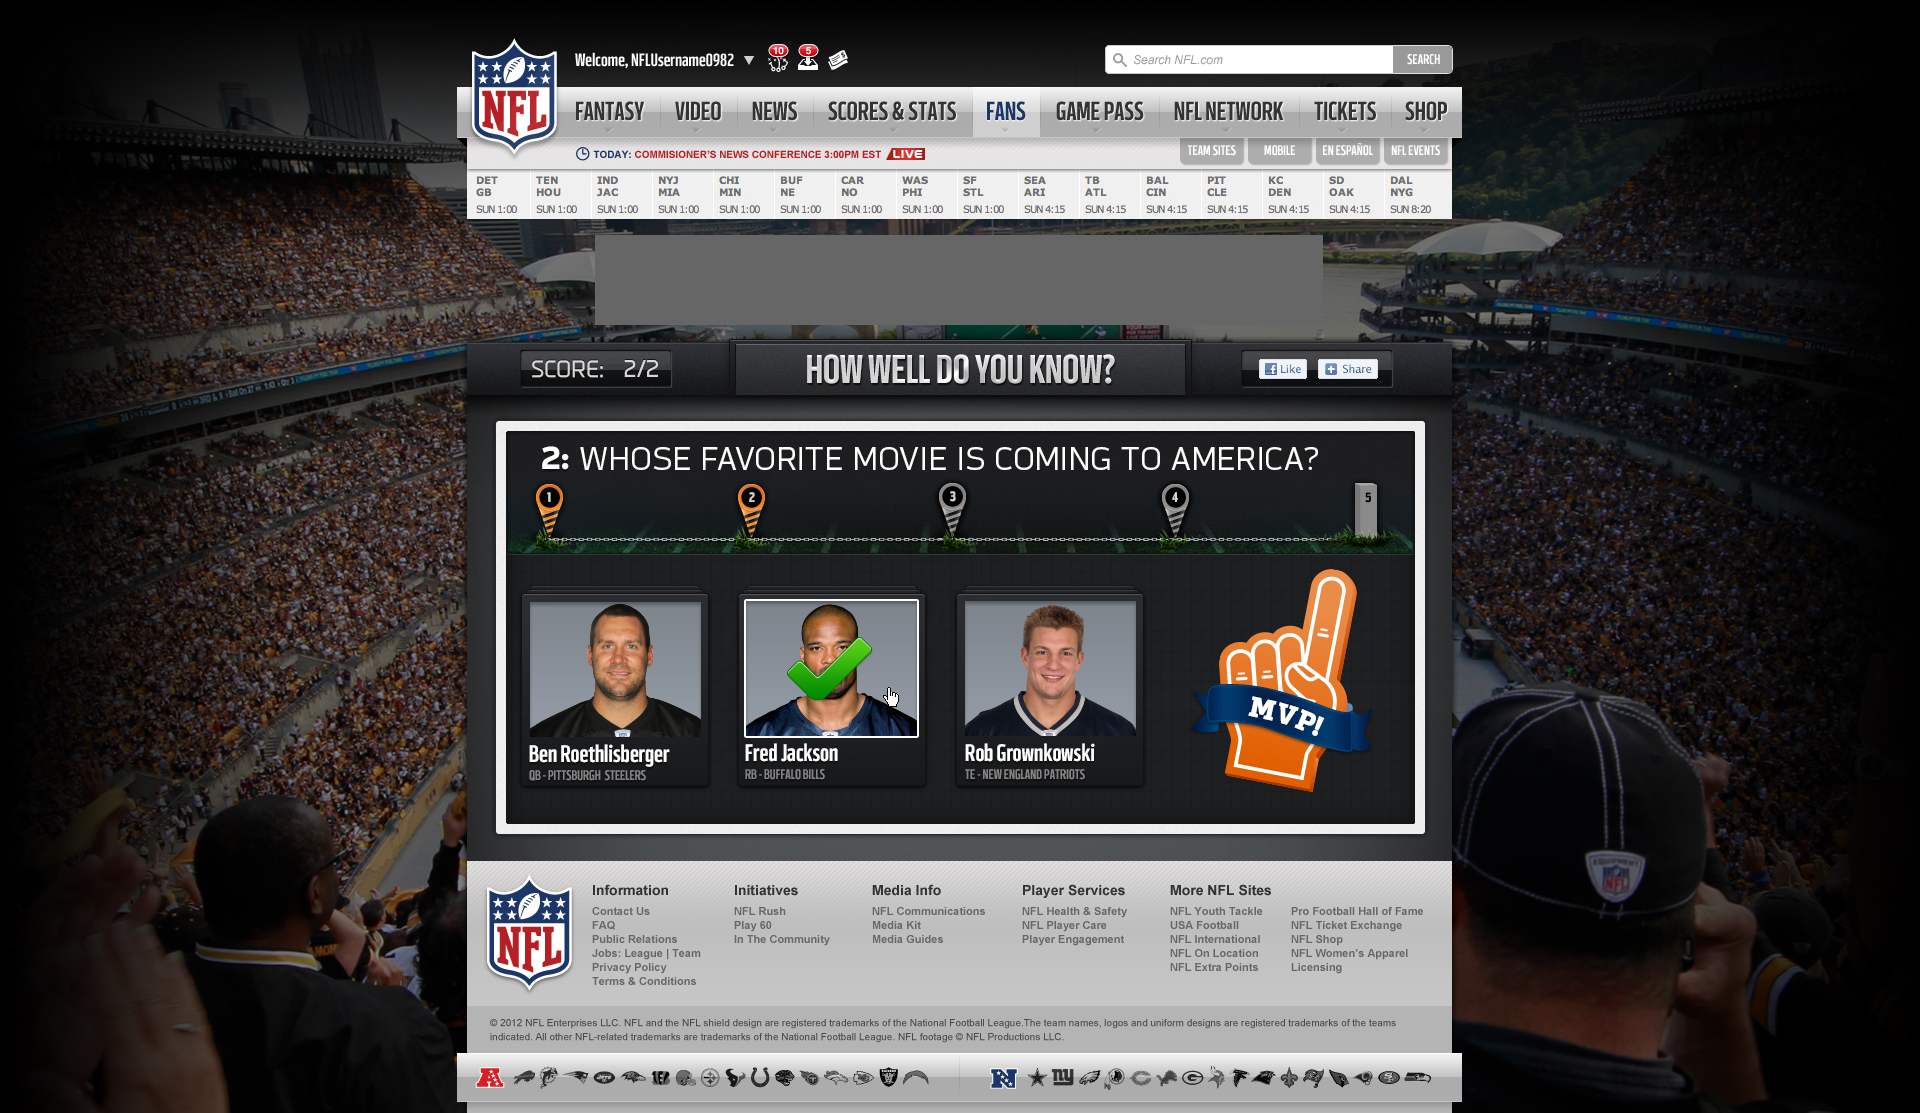 NFL
Welcome, NFLUsername0982
10
5
Search NFL.com
SEARCH
FANTASY
VIDEO
NEWS
SCORES & STATS
FANS
GAME PASS
NFL NETWORK
TICKETS
SHOP
TODAY: COMMISIONER'S NEWS CONFERENCE 3:00PM EST LIVE
TEAM SITES
MOBILE
EN ESPAÑOL
NFL EVENTS
DET
GB
SUN 1:00
TEN
HOU
SUN 1:00
IND
JAC
SUN 1:00
NYJ
MIA
SUN 1:00
CHI
MIN
SUN 1:00
BUF
NE
SUN 1:00
CAR
NO
SUN 1:00
WAS
PHI
SUN 1:00
SF
STL
SUN 1:00
SEA
ARI
SUN 4:15
TB
ATL
SUN 4:15
BAL
CIN
SUN 4:15
PIT
CLE
SUN 4:15
KC
DEN
SUN 4:15
SD
OAK
SUN 4:15
DAL
NYG
SUN 8:20
SCORE: 2/2
HOW WELL DO YOU KNOW?
Like
Share
2: WHOSE FAVORITE MOVIE IS COMING TO AMERICA?
1
2
3
4
5
Ben Roethlisberger
QB - PITTSBURGH STEELERS
Fred Jackson
RB - BUFFALO BILLS
Rob Grownkowski
TE - NEW ENGLAND PATRIOTS
MVP!
NFL
Information
Contact Us
FAQ
Public Relations
Jobs: League | Team
Privacy Policy
Terms & Conditions
Initiatives
NFL Rush
Play 60
In The Community
Media Info
NFL Communications
Media Kit
Media Guides
Player Services
NFL Health & Safety
NFL Player Care
Player Engagement
More NFL Sites
NFL Youth Tackle
USA Football
NFL International
NFL On Location
NFL Extra Points
Pro Football Hall of Fame
NFL Ticket Exchange
NFL Shop
NFL Women's Apparel
Licensing
EQUIPMENT
NFL
© 2012 NFL Enterprises LLC. NFL and the NFL shield design are registered trademarks of the National Football League.The team names, logos and uniform designs are registered trademarks of the teams
indicated. All other NFL-related trademarks are trademarks of the National Football League. NFL footage © NFL Productions LLC.